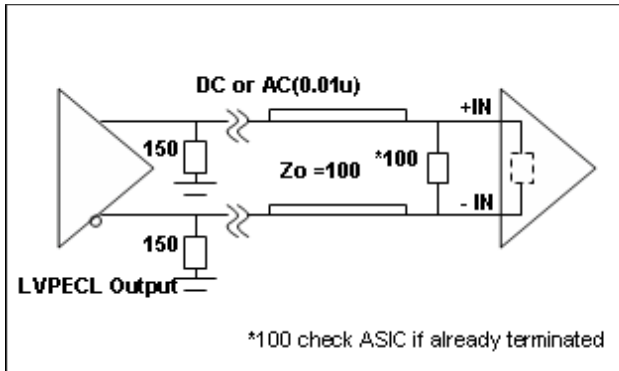 DC or AC(0.01u)
+IN
150
Zo =100
*100
- IN
150
LVPECL Output
*100 check ASIC if already terminated